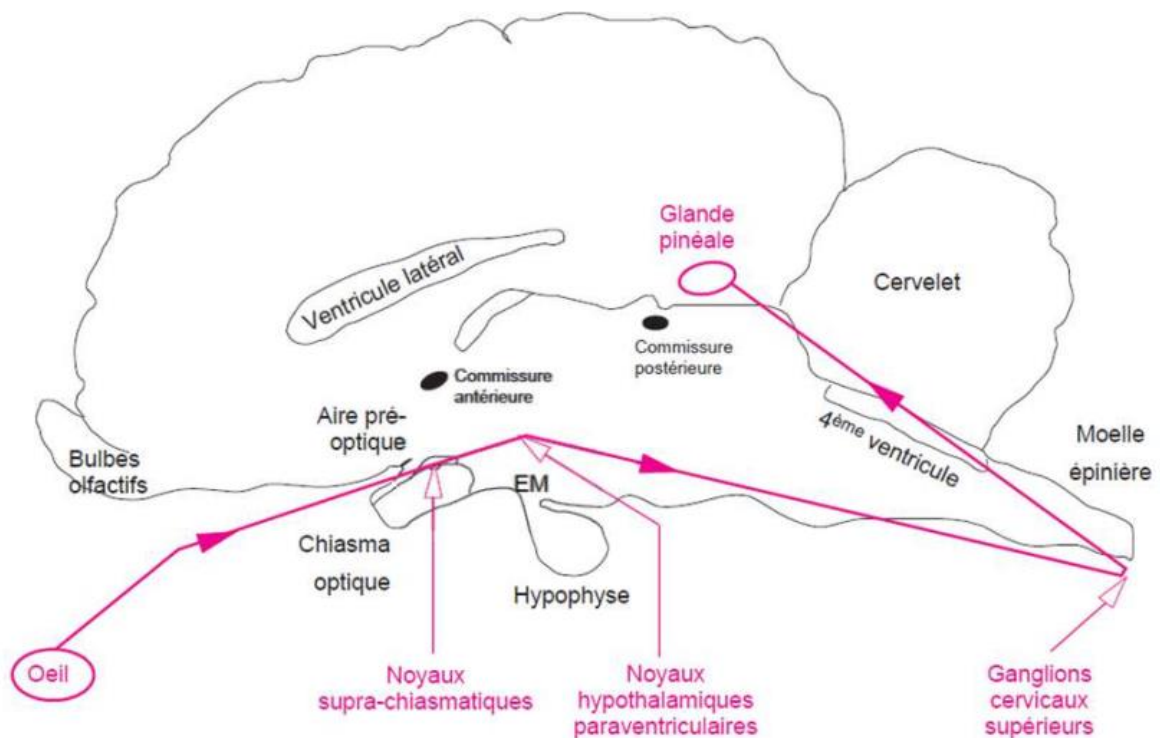 Glande
pinéale
Cervelet
Ventricule latéral
Commissure
postérieure
Commissure
antérieure
Aire pré-
optique
4ème ventricule
Moelle
épinière
Bulbes
olfactifs
EM
Chiasma
optique
Hypophyse
Oeil
Noyaux
supra-chiasmatiques
Noyaux
hypothalamiques
paraventriculaires
Ganglions
cervicaux
supérieurs